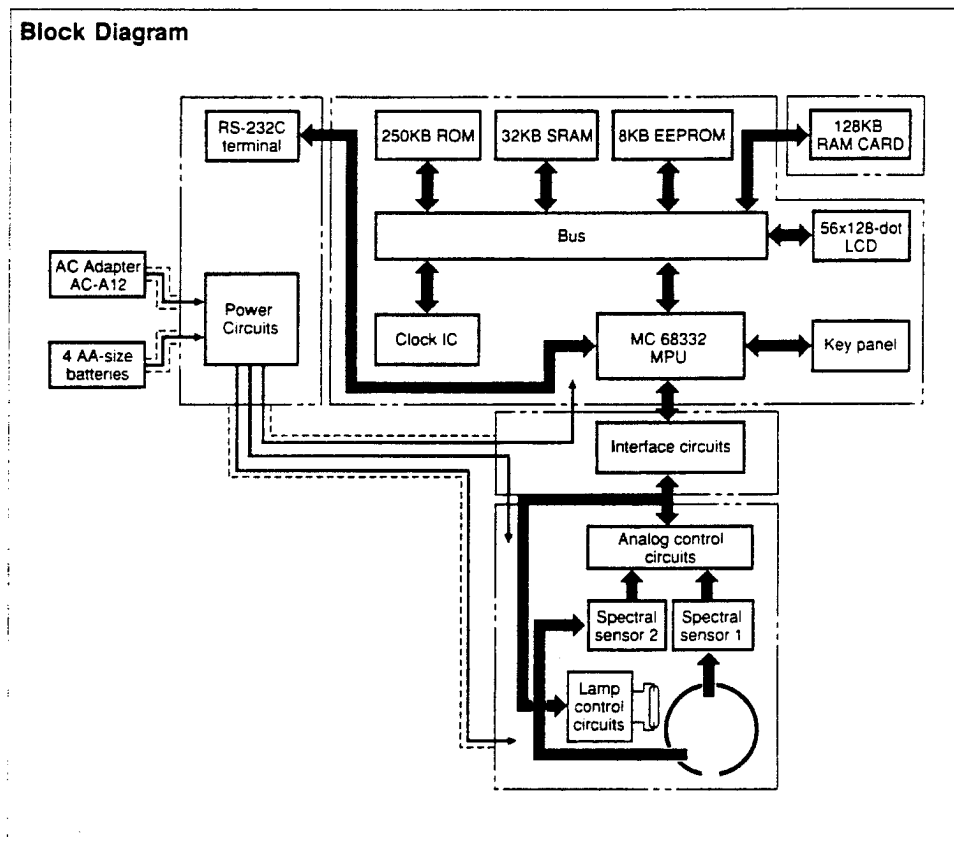 Block Diagram
RS-232C
terminal
250KB ROM
32KB SRAM
8KB EEPROM
128KB
RAM CARD
Bus
56x128-dot
LCD
AC Adapter
AC-A12
Power
Circuits
4 AA-size
batteries
Clock IC
MC 68332
MPU
Key panel
Interface circuits
Analog control
circuits
Spectral
sensor 2
Spectral
sensor 1
Lamp
control
circuits